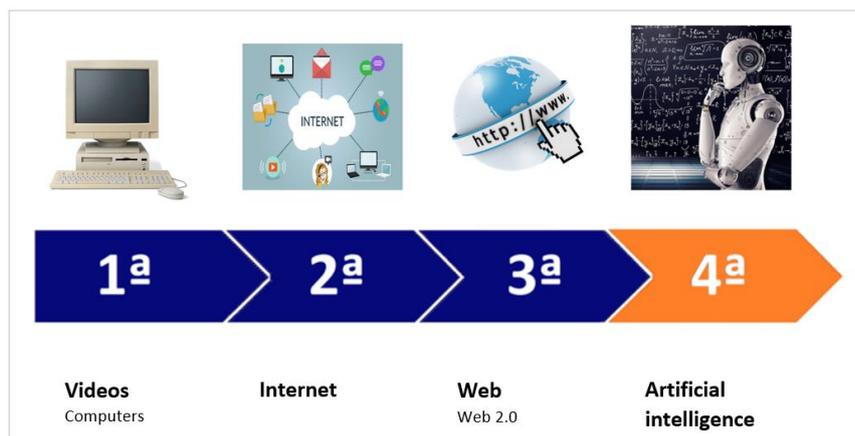 INTERNET
http://www.
1ª
2ª
3ª
4ª
Videos
Computers
Internet
Web
Web 2.0
Artificial
intelligence